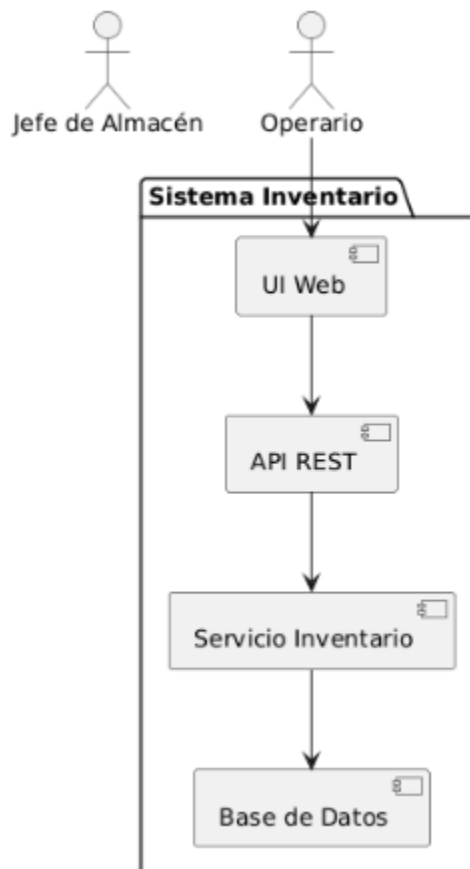 Jefe de Almacén
Operario
Sistema Inventario
UI Web
API REST
Servicio Inventario
Base de Datos